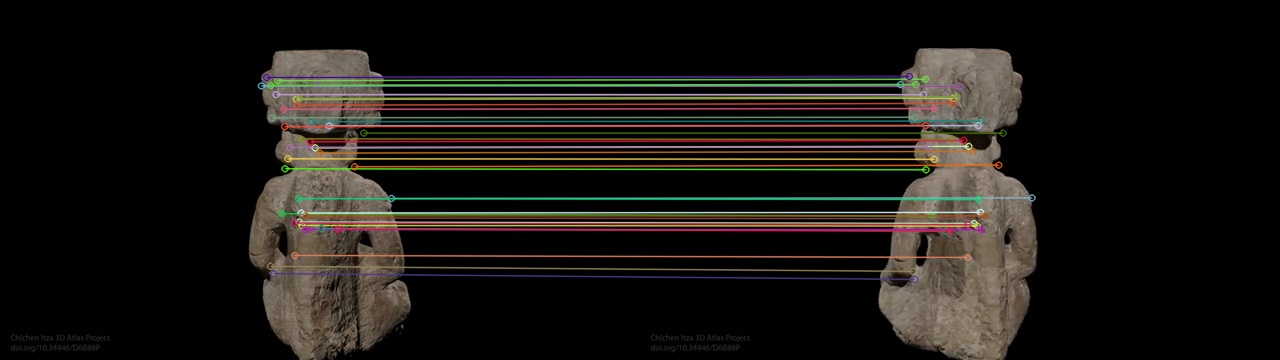 Chichen Itza 3D Atlas Project
doi.org/10.34946/D6B88P
Chichen Itza 3D Atlas Project
doi.org/10.34946/D6B88P